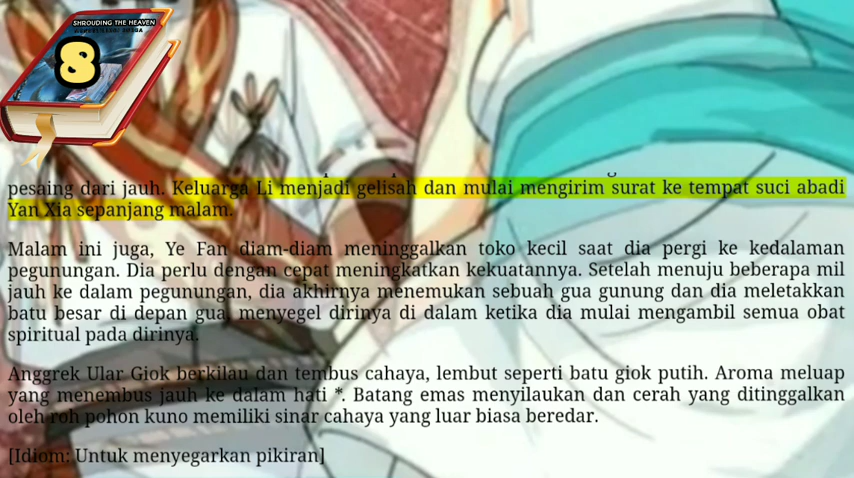 SHROUDING THE HEAVEN
8
pesaing dari jauh. Keluarga Li menjadi gelisah dan mulai mengirim surat ke tempat suci abadi
Yan Xia sepanjang malam.
Malam ini juga, Ye Fan diam-diam meninggalkan toko kecil saat dia pergi ke kedalaman
pegunungan. Dia perlu dengan cepat meningkatkan kekuatannya. Setelah menuju beberapa mil
jauh ke dalam pegunungan, dia akhirnya menemukan sebuah gua gunung dan dia meletakkan
batu besar di depan gua, menyegel dirinya di dalam ketika dia mulai mengambil semua obat
spiritual pada dirinya.
Anggrek Ular Giok berkilau dan tembus cahaya, lembut seperti batu giok putih. Aroma meluap
yang menembus jauh ke dalam hati *. Batang emas menyilaukan dan cerah yang ditinggalkan
oleh roh pohon kuno memiliki sinar cahaya yang luar biasa beredar.
[Idiom: Untuk menyegarkan pikiran]